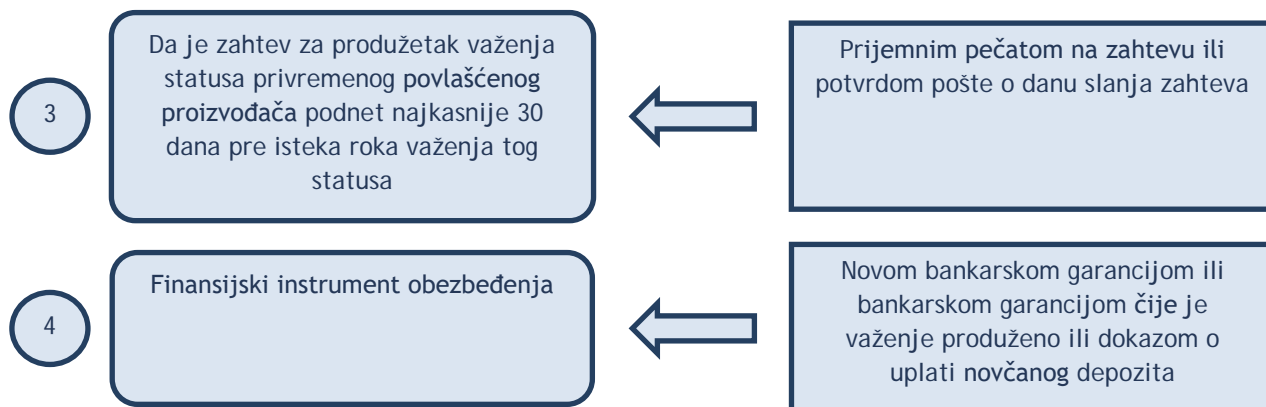 3
Da je zahtev za produžetak važenja
statusa privremenog povlašćenog
proizvođača podnet najkasnije 30
dana pre isteka roka važenja tog
statusa
Prijemnim pečatom na zahtevu ili
potvrdom pošte o danu slanja zahteva
4
Finansijski instrument obezbeđenja
Novom bankarskom garancijom ili
bankarskom garancijom čije je
važenje produženo ili dokazom o
uplati novčanog depozita